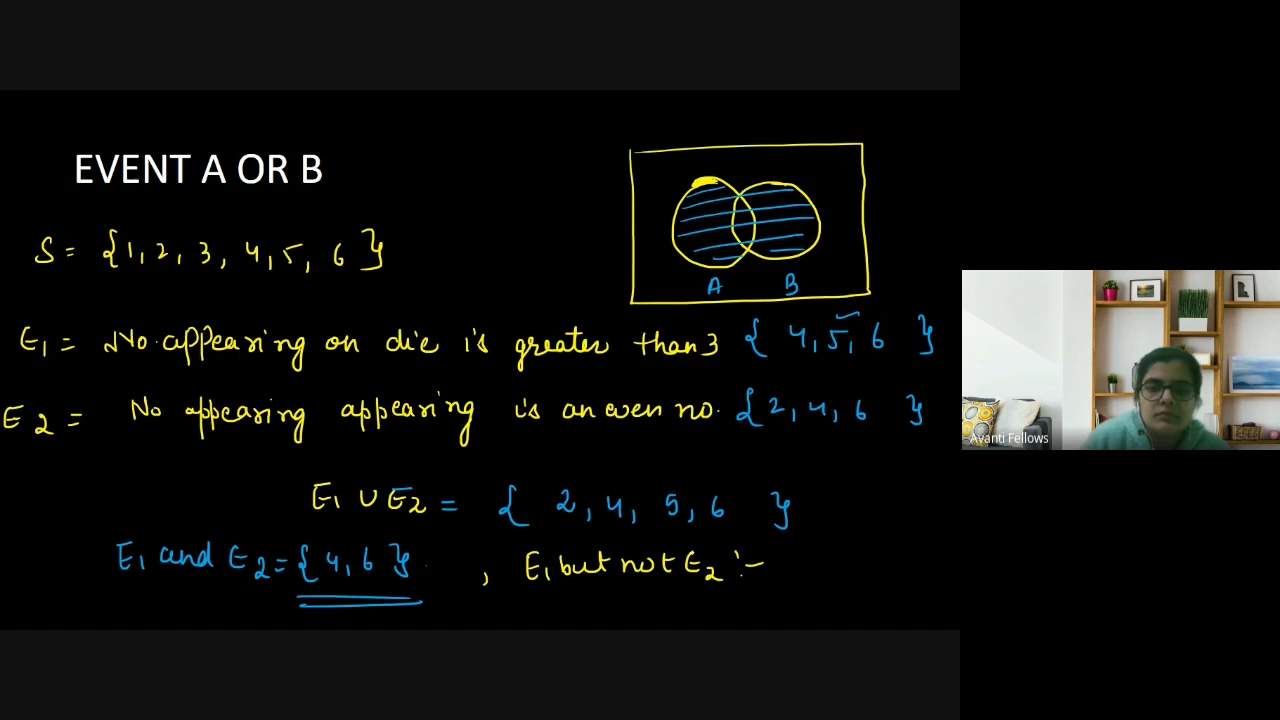 EVENT A OR B
S = {1, 2, 3, 4, 5, 6}
A B
E1 = No. appearing on die is greater than 3 {4, 5, 6}
E2 = No appearing appearing is an even no. {2, 4, 6}
E1 ∪ E2 = {2, 4, 5, 6}
E1 and E2 = {4, 6} , E1 but not E2 :-
Avanti Fellows